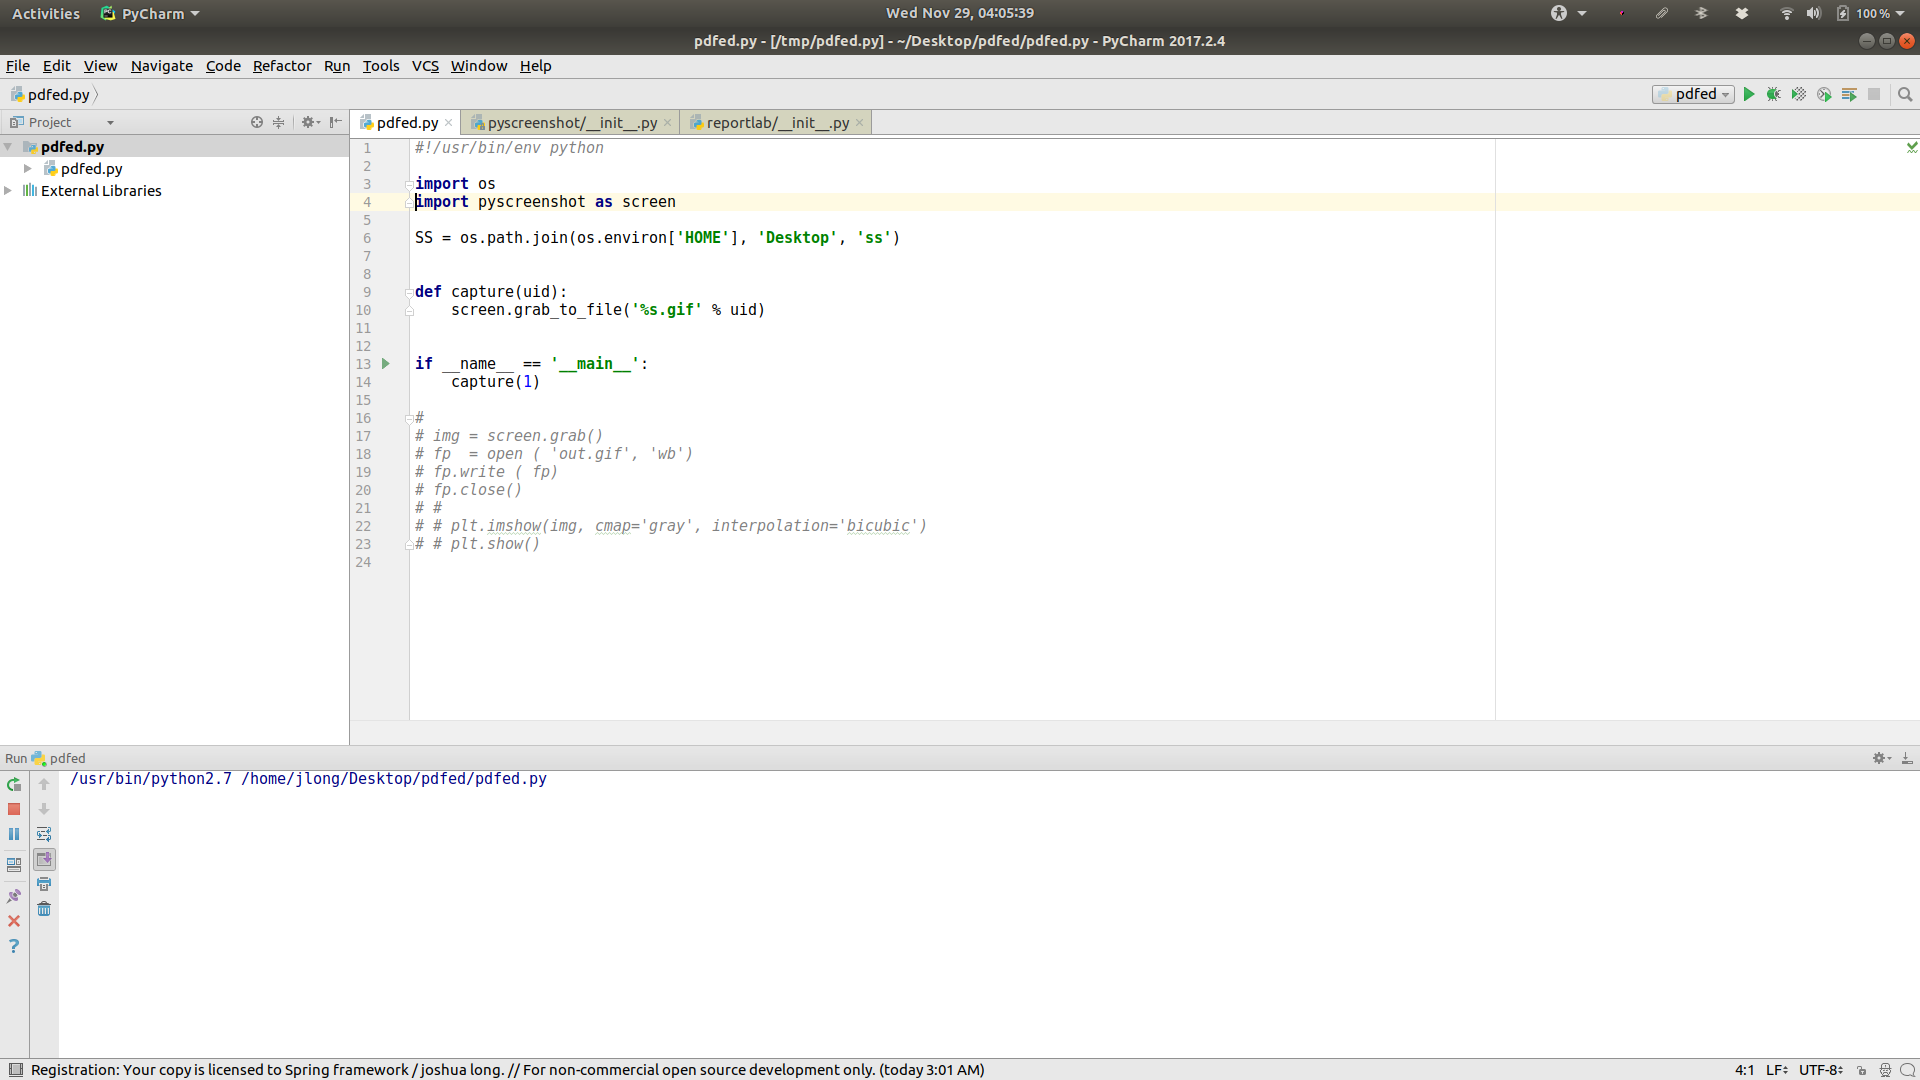 Activities PyCharm Wed Nov 29, 04:05:39 100 %
pdfed.py - [/tmp/pdfed.py] - ~/Desktop/pdfed/pdfed.py - PyCharm 2017.2.4
File Edit View Navigate Code Refactor Run Tools VCS Window Help
pdfed.py pdfed
Project pdfed.py pyscreenshot/__init__.py reportlab/__init__.py
pdfed.py
pdfed.py
External Libraries
1 #!/usr/bin/env python
2
3 import os
4 import pyscreenshot as screen
5
6 SS = os.path.join(os.environ['HOME'], 'Desktop', 'ss')
7
8
9 def capture(uid):
10 screen.grab_to_file('%s.gif' % uid)
11
12
13 if __name__ == '__main__':
14 capture(1)
15
16 #
17 # img = screen.grab()
18 # fp  = open ( 'out.gif', 'wb')
19 # fp.write ( fp)
20 # fp.close()
21 # #
22 # # plt.imshow(img, cmap='gray', interpolation='bicubic')
23 # # plt.show()
24
Run pdfed
/usr/bin/python2.7 /home/jlong/Desktop/pdfed/pdfed.py
Registration: Your copy is licensed to Spring framework / joshua long. // For non-commercial open source development only. (today 3:01 AM) 4:1 LF UTF-8